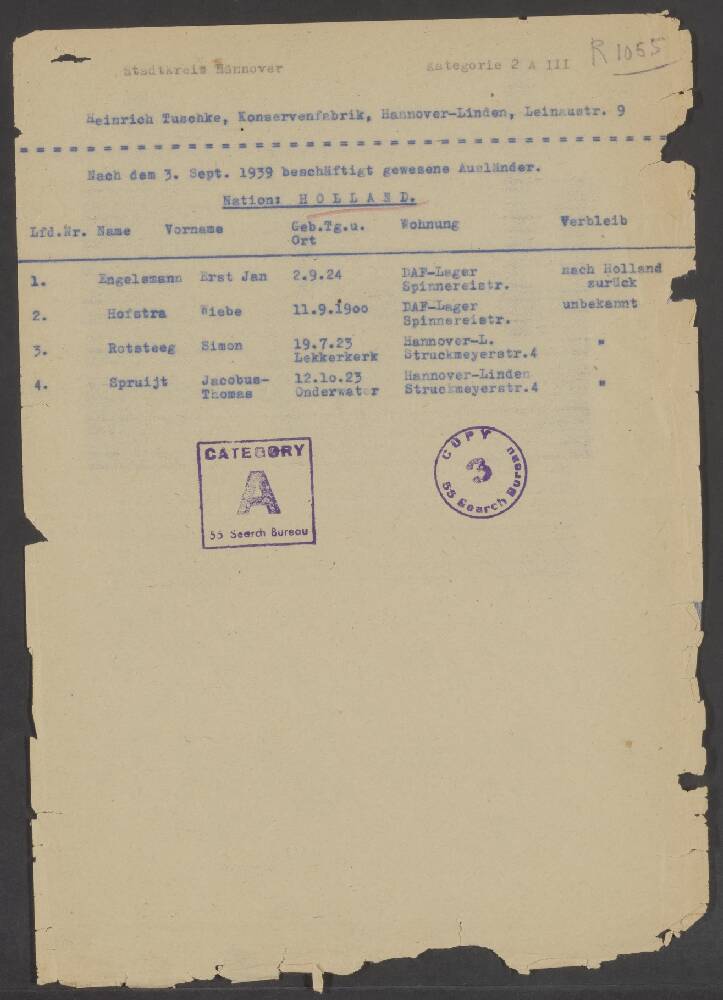 Stadtkreis Hannover Kategorie 2 A III R 1055
Heinrich Tuschke, Konservenfabrik, Hannover-Linden, Leinaustr. 9
Nach dem 3. Sept. 1939 beschäftigt gewesene Ausländer.
Nation: H O L L A N D.
Lfd.Nr. Name Vorname Geb.Tg.u. Wohnung Verbleib
Ort
1. Engelsmann Erst Jan 2.9.24 DAF-Lager nach Holland
Spinnereistr. zurück
2. Hofstra Wiebe 11.9.19oo DAF-Lager unbekannt
Spinnereistr.
3. Rotsteeg Simon 19.7.23 Hannover-L. "
Lekkerkerk Struckmeyerstr.4
4. Spruijt Jacobus- 12.1o.23 Hannover-Linden "
Thomas Onderwater Struckmeyerstr.4
CATEGORY
A
55 Search Bureau
COPY
3
55 Search Bureau